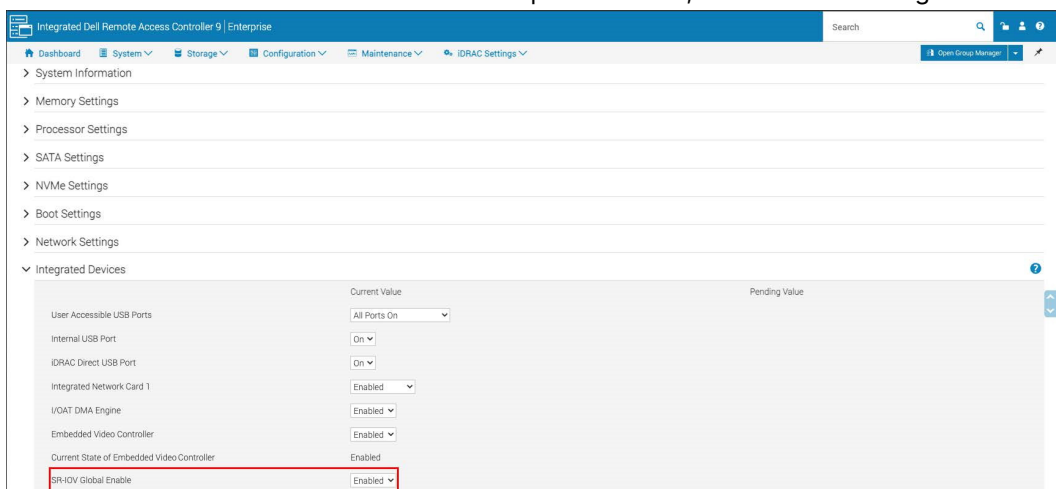 Integrated Dell Remote Access Controller 9 | Enterprise
Search
Dashboard System Storage Configuration Maintenance iDRAC Settings
Open Group Manager
System Information
Memory Settings
Processor Settings
SATA Settings
NVMe Settings
Boot Settings
Network Settings
Integrated Devices
Current Value Pending Value
User Accessible USB Ports All Ports On
Internal USB Port On
iDRAC Direct USB Port On
Integrated Network Card 1 Enabled
I/OAT DMA Engine Enabled
Embedded Video Controller Enabled
Current State of Embedded Video Controller Enabled
SR-IOV Global Enable Enabled